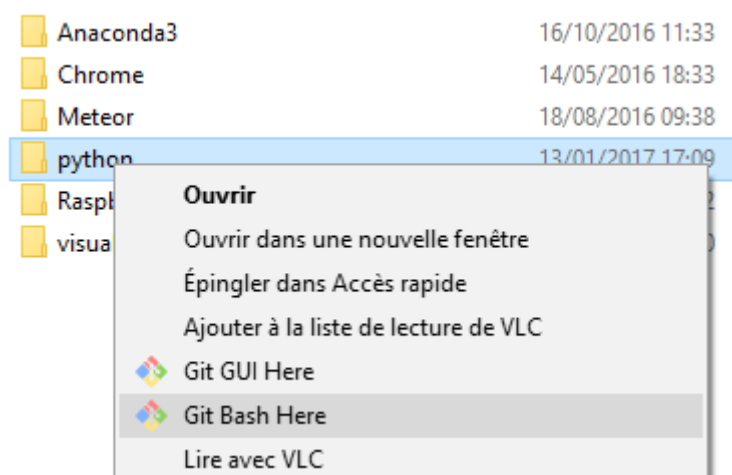 Anaconda3 16/10/2016 11:33
Chrome 14/05/2016 18:33
Meteor 18/08/2016 09:38
python 13/01/2017 17:09
Ouvrir
Ouvrir dans une nouvelle fenêtre
Épingler dans Accès rapide
Ajouter à la liste de lecture de VLC
Git GUI Here
Git Bash Here
Lire avec VLC